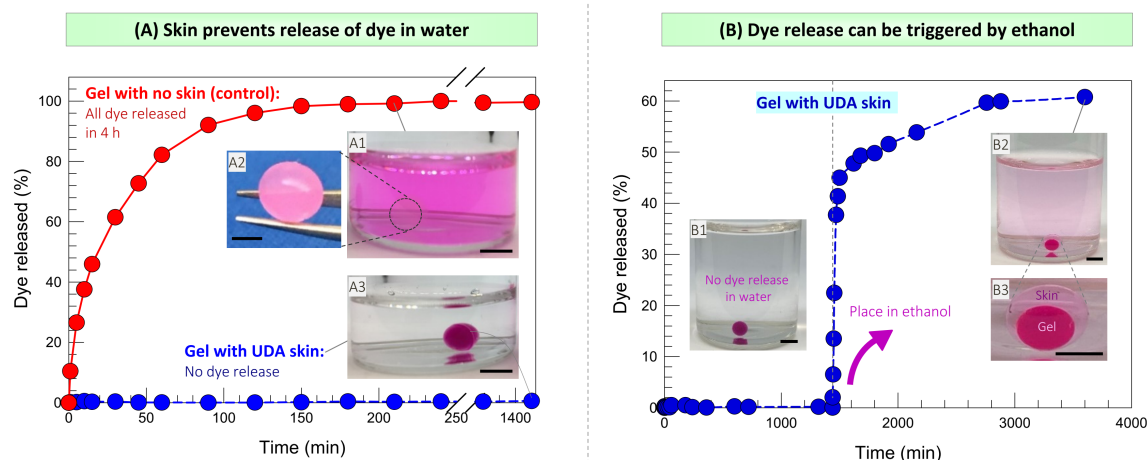 (A) Skin prevents release of dye in water
Gel with no skin (control):
All dye released
in 4 h
A1
A2
A3
Gel with UDA skin:
No dye release
Dye released (%)
100
80
60
40
20
0
0
50
100
150
200
250
1400
Time (min)
(B) Dye release can be triggered by ethanol
Gel with UDA skin
B1
No dye release
in water
Place in ethanol
B2
B3
Skin
Gel
Dye released (%)
60
50
40
30
20
10
0
0
1000
2000
3000
4000
Time (min)